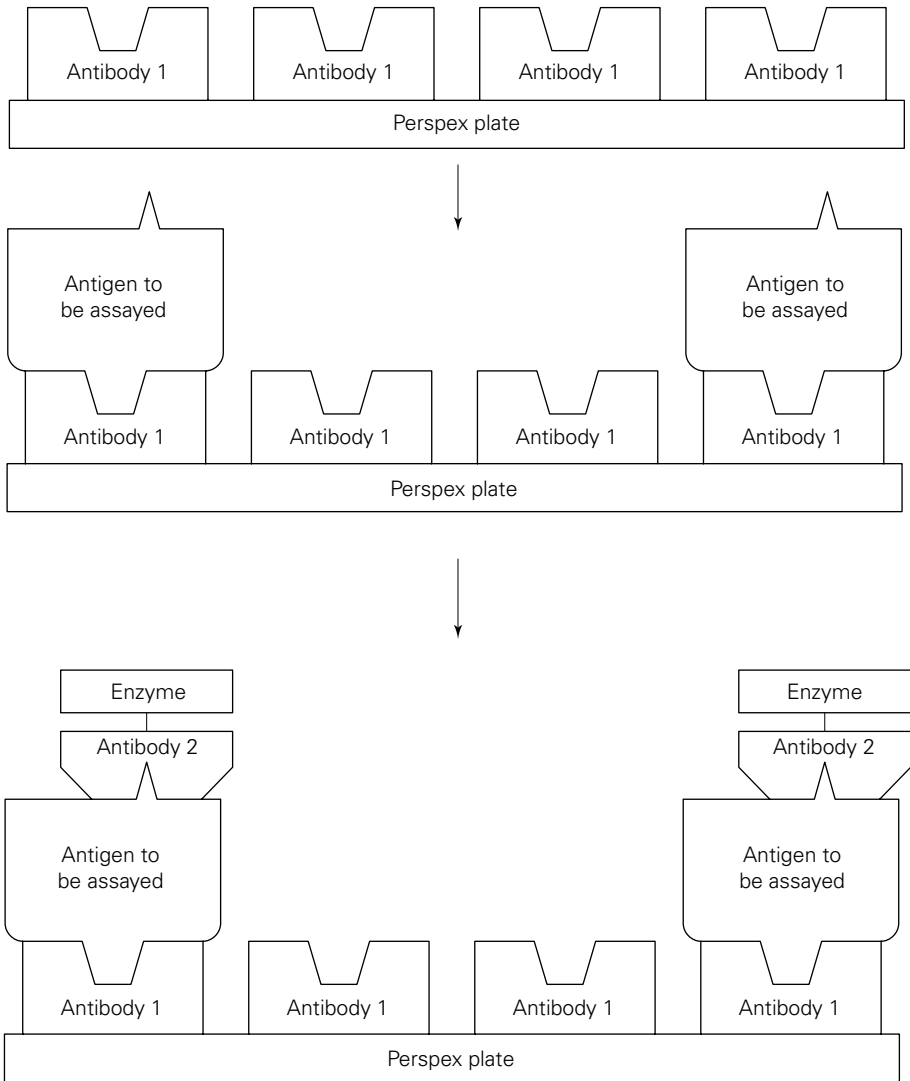 Antibody 1 Antibody 1 Antibody 1 Antibody 1
Perspex plate
Antigen to Antigen to
be assayed be assayed
Antibody 1 Antibody 1 Antibody 1 Antibody 1
Perspex plate
Enzyme Enzyme
Antibody 2 Antibody 2
Antigen to Antigen to
be assayed be assayed
Antibody 1 Antibody 1 Antibody 1 Antibody 1
Perspex plate